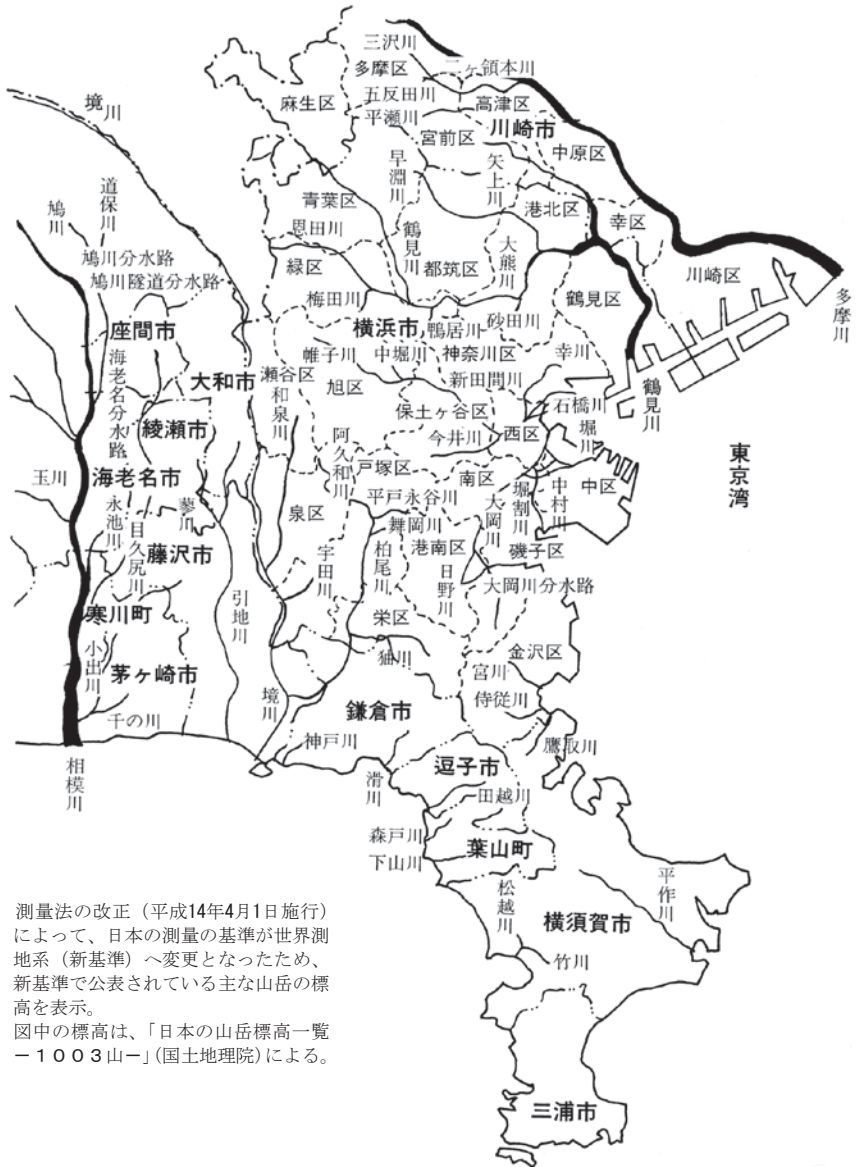 三沢川
多摩区
二ヶ領本川
麻生区
五反田川
高津区
平瀬川
川崎市
宮前区
中原区
境川
早淵川
矢上川
道保川
青葉区
港北区
幸区
鳩川
恩田川
鶴見川
大熊川
鳩川分水路
緑区
都筑区
川崎区
鳩川隧道分水路
鶴見区
多摩川
梅田川
座間市
横浜市
鴨居川
砂田川
海老名分水路
帷子川
中堀川
神奈川区
幸川
大和市
瀬谷区
旭区
新田間川
鶴見川
和泉川
保土ヶ谷区
石橋川
綾瀬市
阿久和川
今井川
西区
堀川
東京湾
戸塚区
南区
海老名市
玉川
平戸永谷川
大岡川
堀割川
中村川
中区
永池川
目久尻川
蓼川
泉区
舞岡川
港南区
磯子区
藤沢市
宇田川
柏尾川
日野川
大岡川分水路
寒川町
引地川
栄区
小出川
㹨川
金沢区
茅ヶ崎市
宮川
境川
鎌倉市
侍従川
千の川
神戸川
鷹取川
相模川
逗子市
滑川
田越川
森戸川
葉山町
下山川
平作川
松越川
横須賀市
竹川
三浦市
測量法の改正（平成14年4月1日施行）
によって、日本の測量の基準が世界測
地系（新基準）へ変更となったため、
新基準で公表されている主な山岳の標
高を表示。
図中の標高は、「日本の山岳標高一覧
－１００３山－」（国土地理院）による。